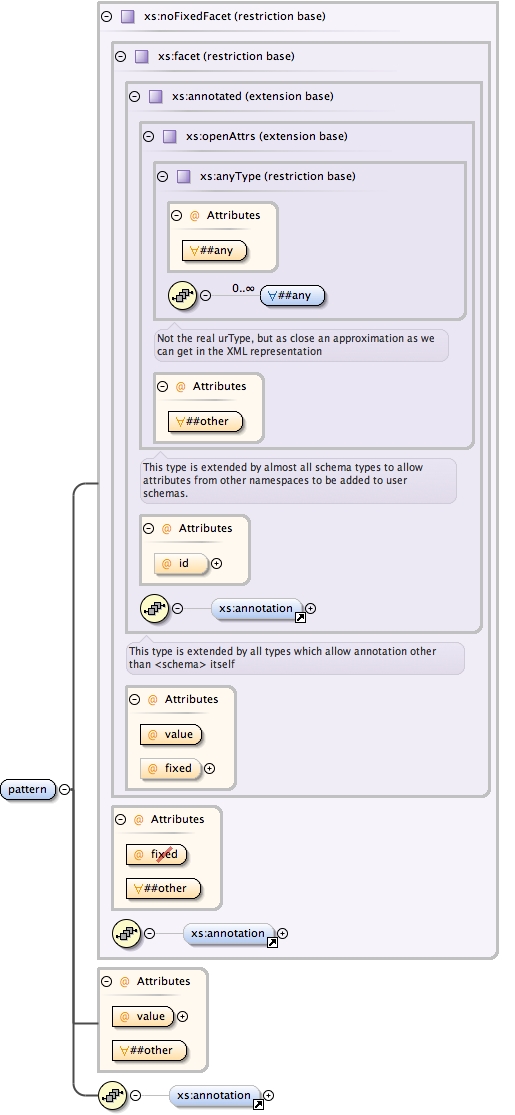 xs:noFixedFacet (restriction base)
xs:facet (restriction base)
xs:annotated (extension base)
xs:openAttrs (extension base)
xs:anyType (restriction base)
@ Attributes
∀##any
0..∞
∀##any
Not the real urType, but as close an approximation as we
can get in the XML representation
@ Attributes
∀##other
This type is extended by almost all schema types to allow
attributes from other namespaces to be added to user
schemas.
@ Attributes
@ id
xs:annotation
This type is extended by all types which allow annotation other
than <schema> itself
@ Attributes
@ value
@ fixed
pattern
@ Attributes
@ fixed
∀##other
xs:annotation
@ Attributes
@ value
∀##other
xs:annotation